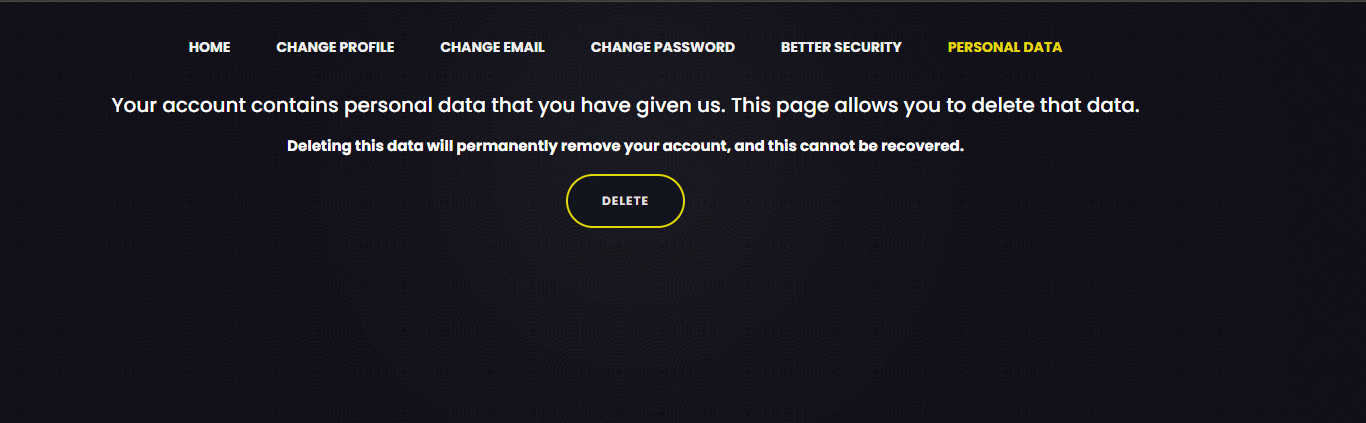 HOME CHANGE PROFILE CHANGE EMAIL CHANGE PASSWORD BETTER SECURITY PERSONAL DATA
Your account contains personal data that you have given us. This page allows you to delete that data.
Deleting this data will permanently remove your account, and this cannot be recovered.
DELETE